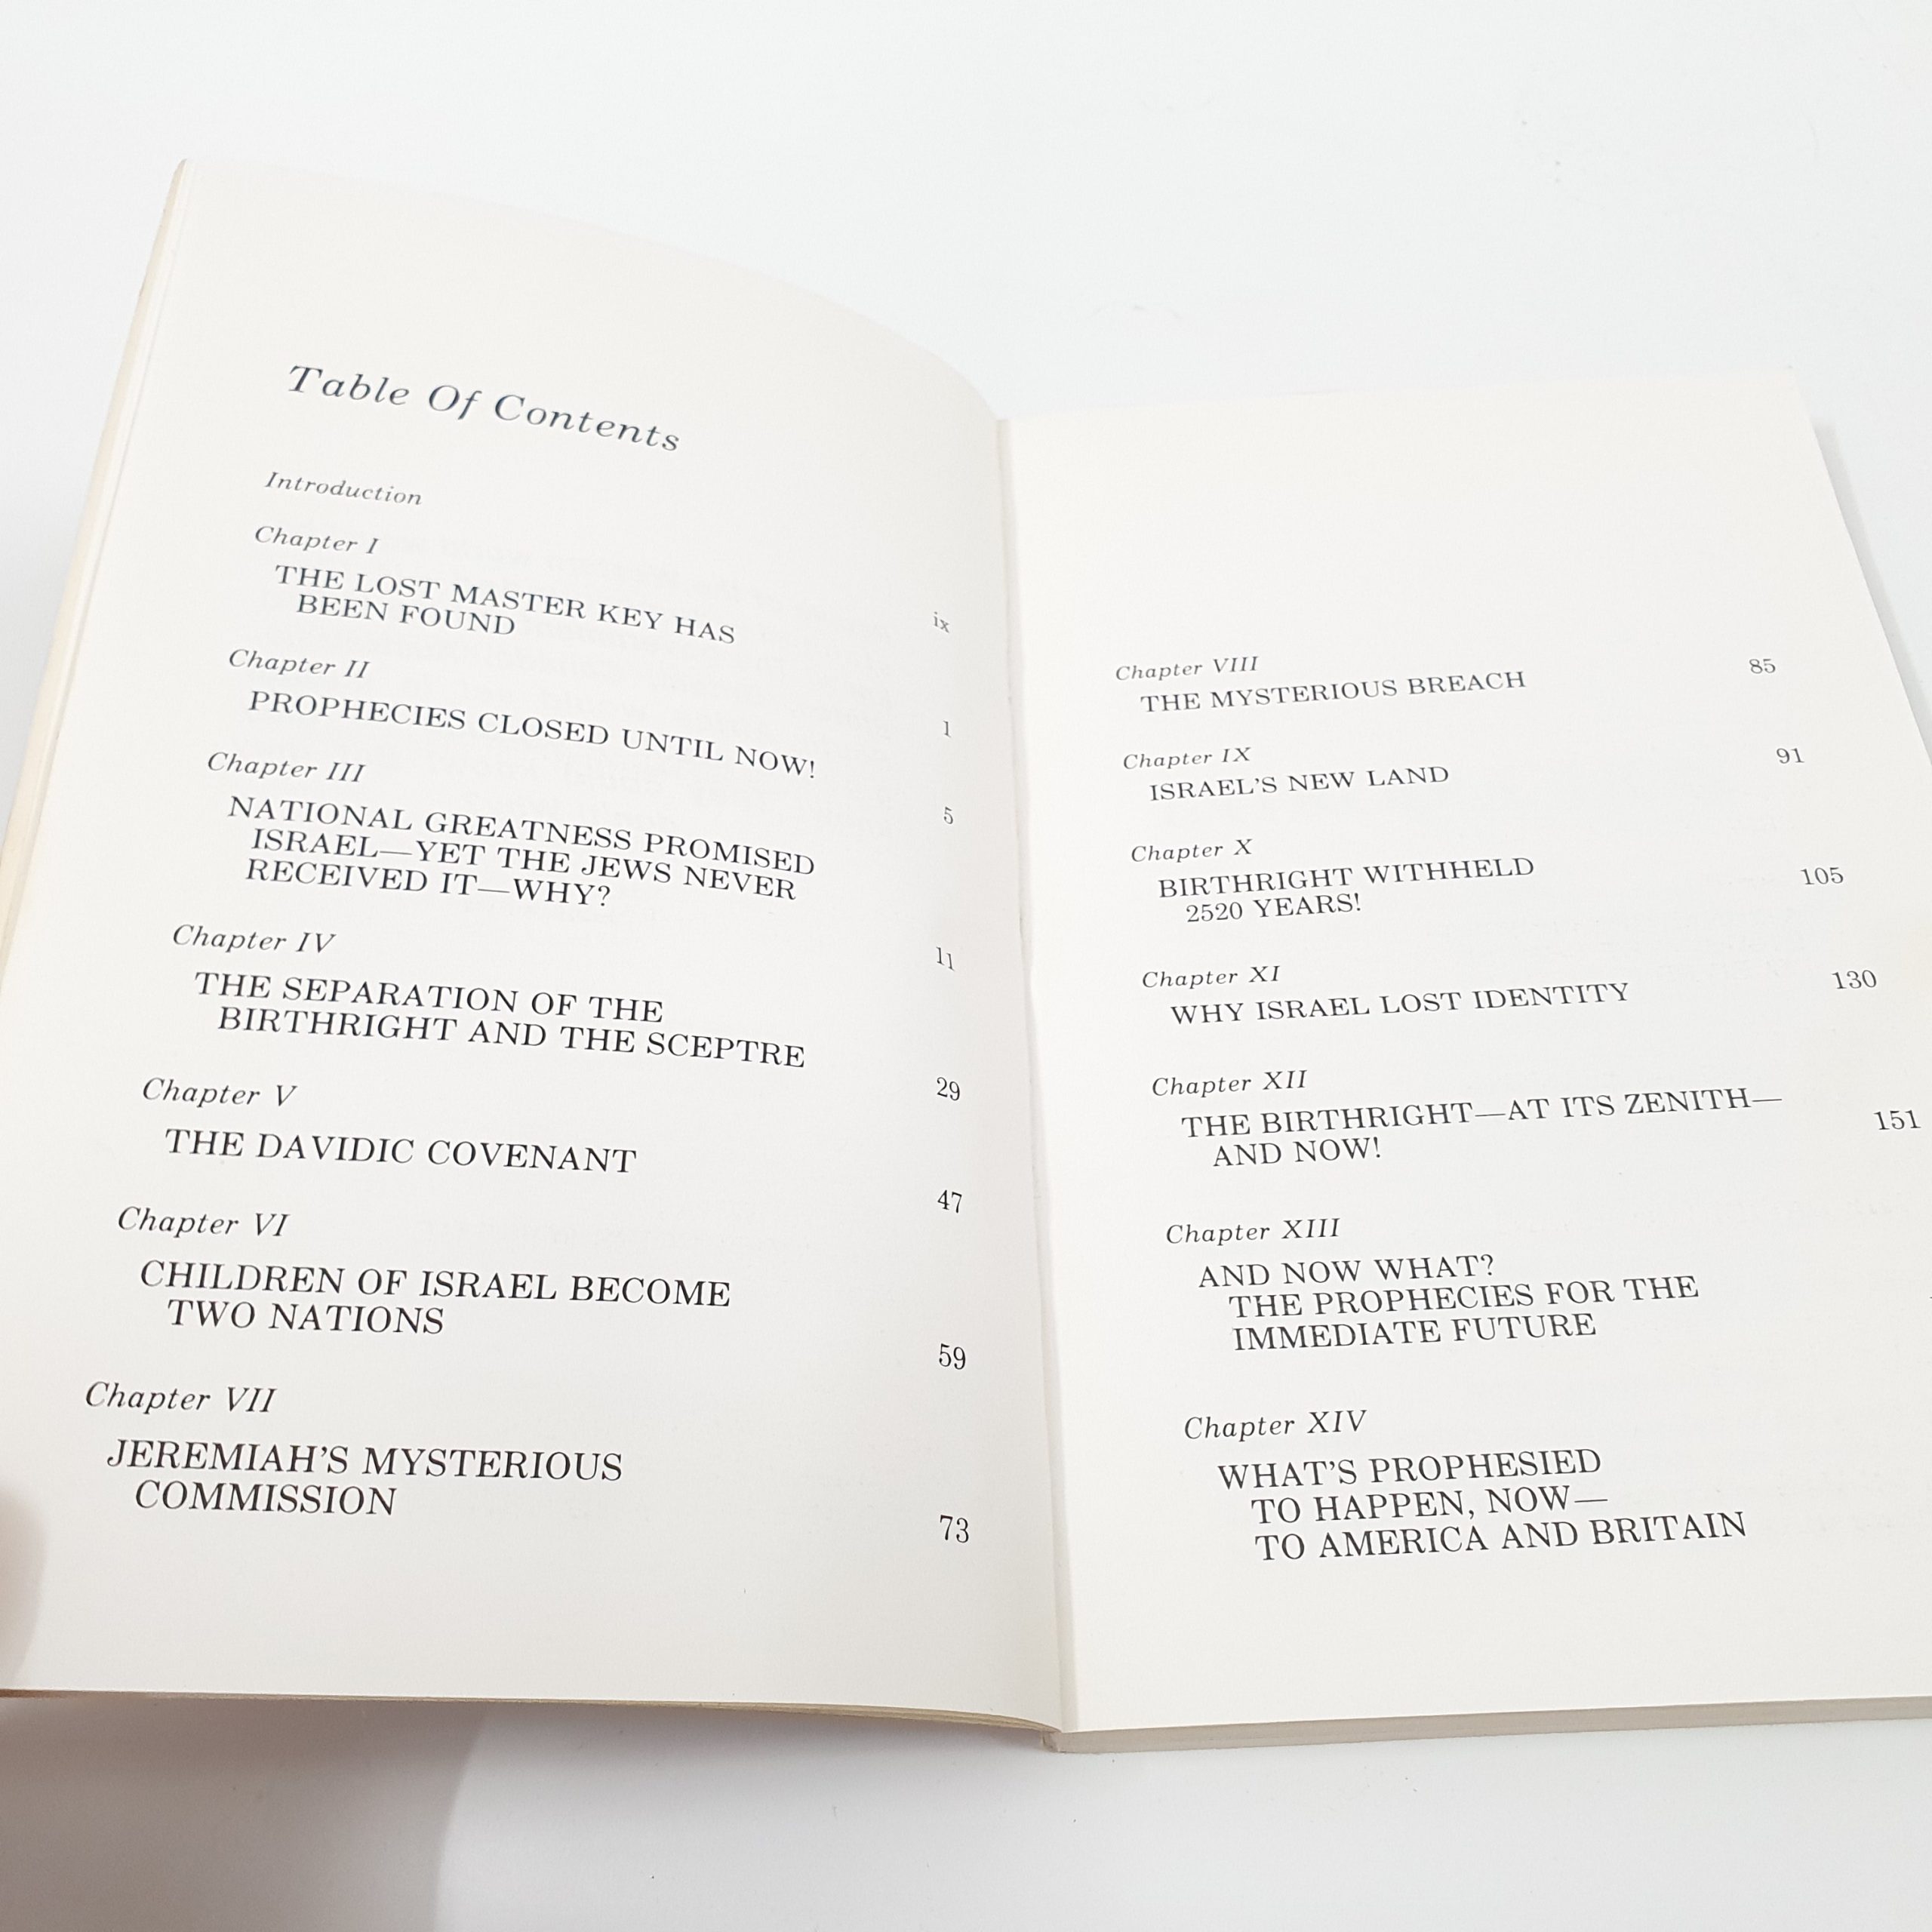 Table Of Contents
Introduction ix
Chapter I
THE LOST MASTER KEY HAS
BEEN FOUND 1
Chapter II
PROPHECIES CLOSED UNTIL NOW! 5
Chapter III
NATIONAL GREATNESS PROMISED
ISRAEL—YET THE JEWS NEVER
RECEIVED IT—WHY? 11
Chapter IV
THE SEPARATION OF THE
BIRTHRIGHT AND THE SCEPTRE 29
Chapter V
THE DAVIDIC COVENANT 47
Chapter VI
CHILDREN OF ISRAEL BECOME
TWO NATIONS 59
Chapter VII
JEREMIAH'S MYSTERIOUS
COMMISSION 73
Chapter VIII
THE MYSTERIOUS BREACH 85
Chapter IX
ISRAEL'S NEW LAND 91
Chapter X
BIRTHRIGHT WITHHELD
2520 YEARS! 105
Chapter XI
WHY ISRAEL LOST IDENTITY 130
Chapter XII
THE BIRTHRIGHT—AT ITS ZENITH—
AND NOW! 151
Chapter XIII
AND NOW WHAT?
THE PROPHECIES FOR THE
IMMEDIATE FUTURE
Chapter XIV
WHAT'S PROPHESIED
TO HAPPEN, NOW—
TO AMERICA AND BRITAIN